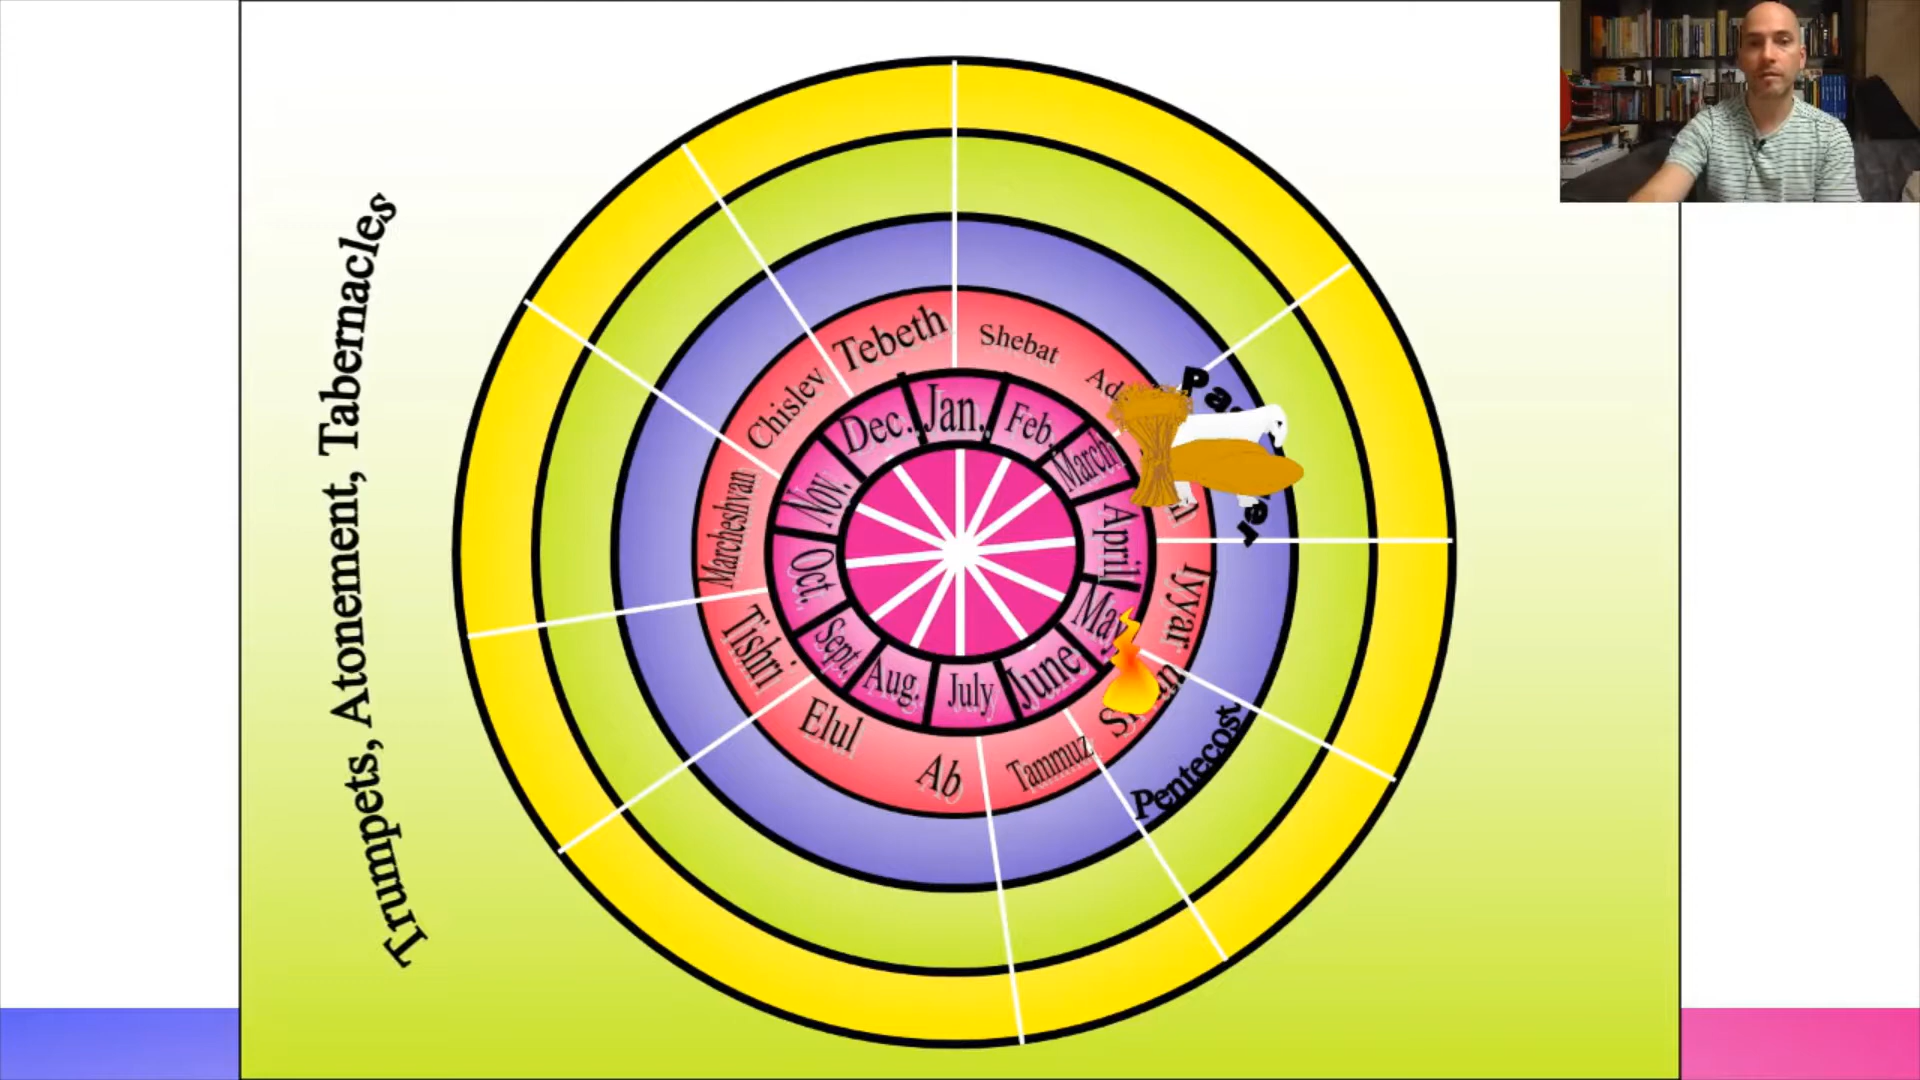 Trumpets, Atonement, Tabernacles
Jan.
Feb.
March
April
May
June
July
Aug.
Sept.
Oct.
Nov.
Dec.
Shebat
Iyyar
Tammuz
Ab
Elul
Tishri
Marcheshvan
Chislev
Tebeth
Pentecost